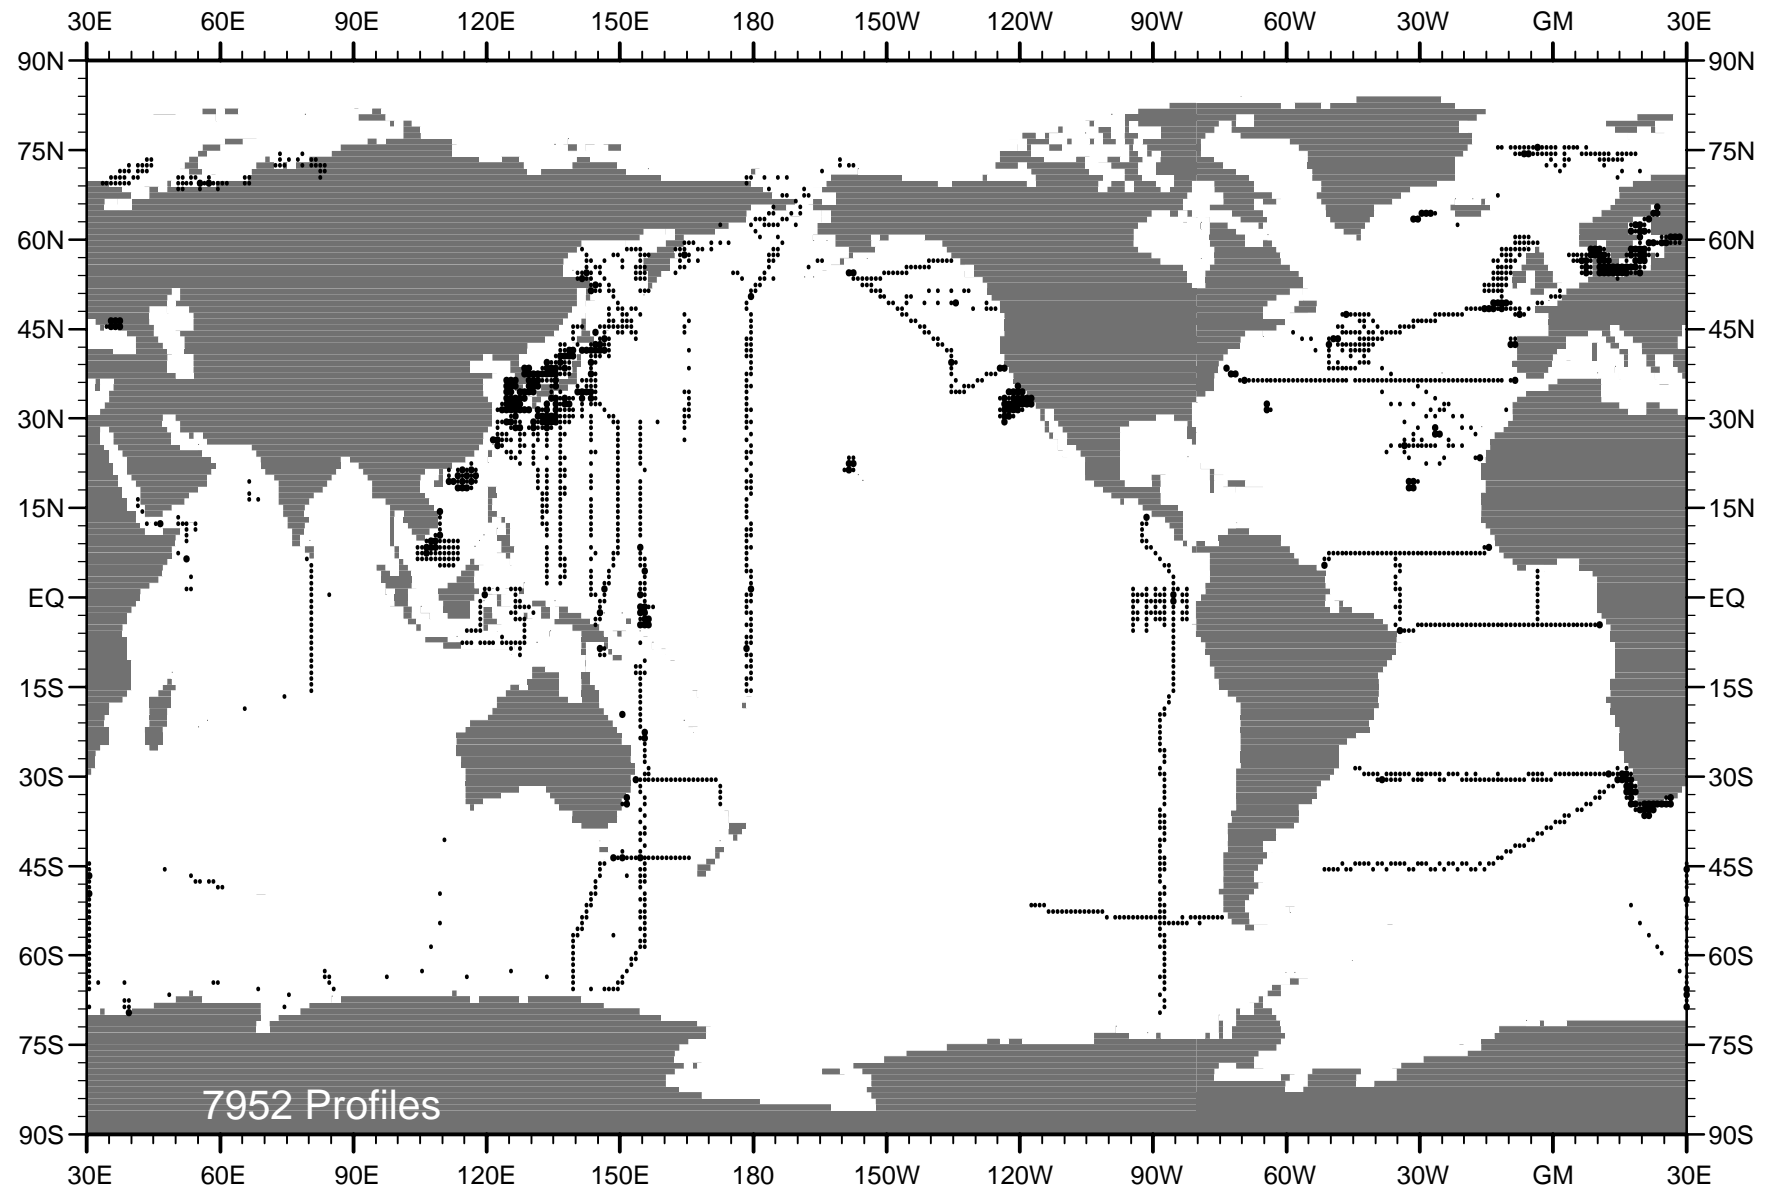 30E 60E 90E 120E 150E 180 150W 120W 90W 60W 30W GM 30E
90N 90N
75N 75N
60N 60N
45N 45N
30N 30N
15N 15N
EQ EQ
15S 15S
30S 30S
45S 45S
60S 60S
75S 75S
7952 Profiles
90S 90S
30E 60E 90E 120E 150E 180 150W 120W 90W 60W 30W GM 30E